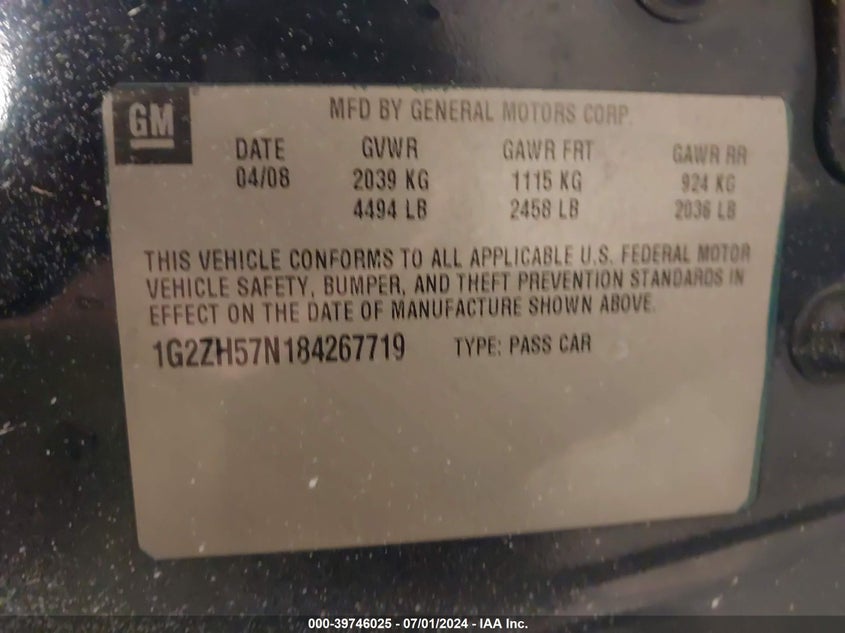 GM
MFD BY GENERAL MOTORS CORP.
DATE GVWR GAWR FRT GAWR RR
04/08 2039 KG 1115 KG 924 KG
4494 LB 2458 LB 2036 LB
THIS VEHICLE CONFORMS TO ALL APPLICABLE U.S. FEDERAL MOTOR
VEHICLE SAFETY, BUMPER, AND THEFT PREVENTION STANDARDS IN
EFFECT ON THE DATE OF MANUFACTURE SHOWN ABOVE.
1G2ZH57N184267719 TYPE: PASS CAR
000-39746025 - 07/01/2024 - IAA Inc.